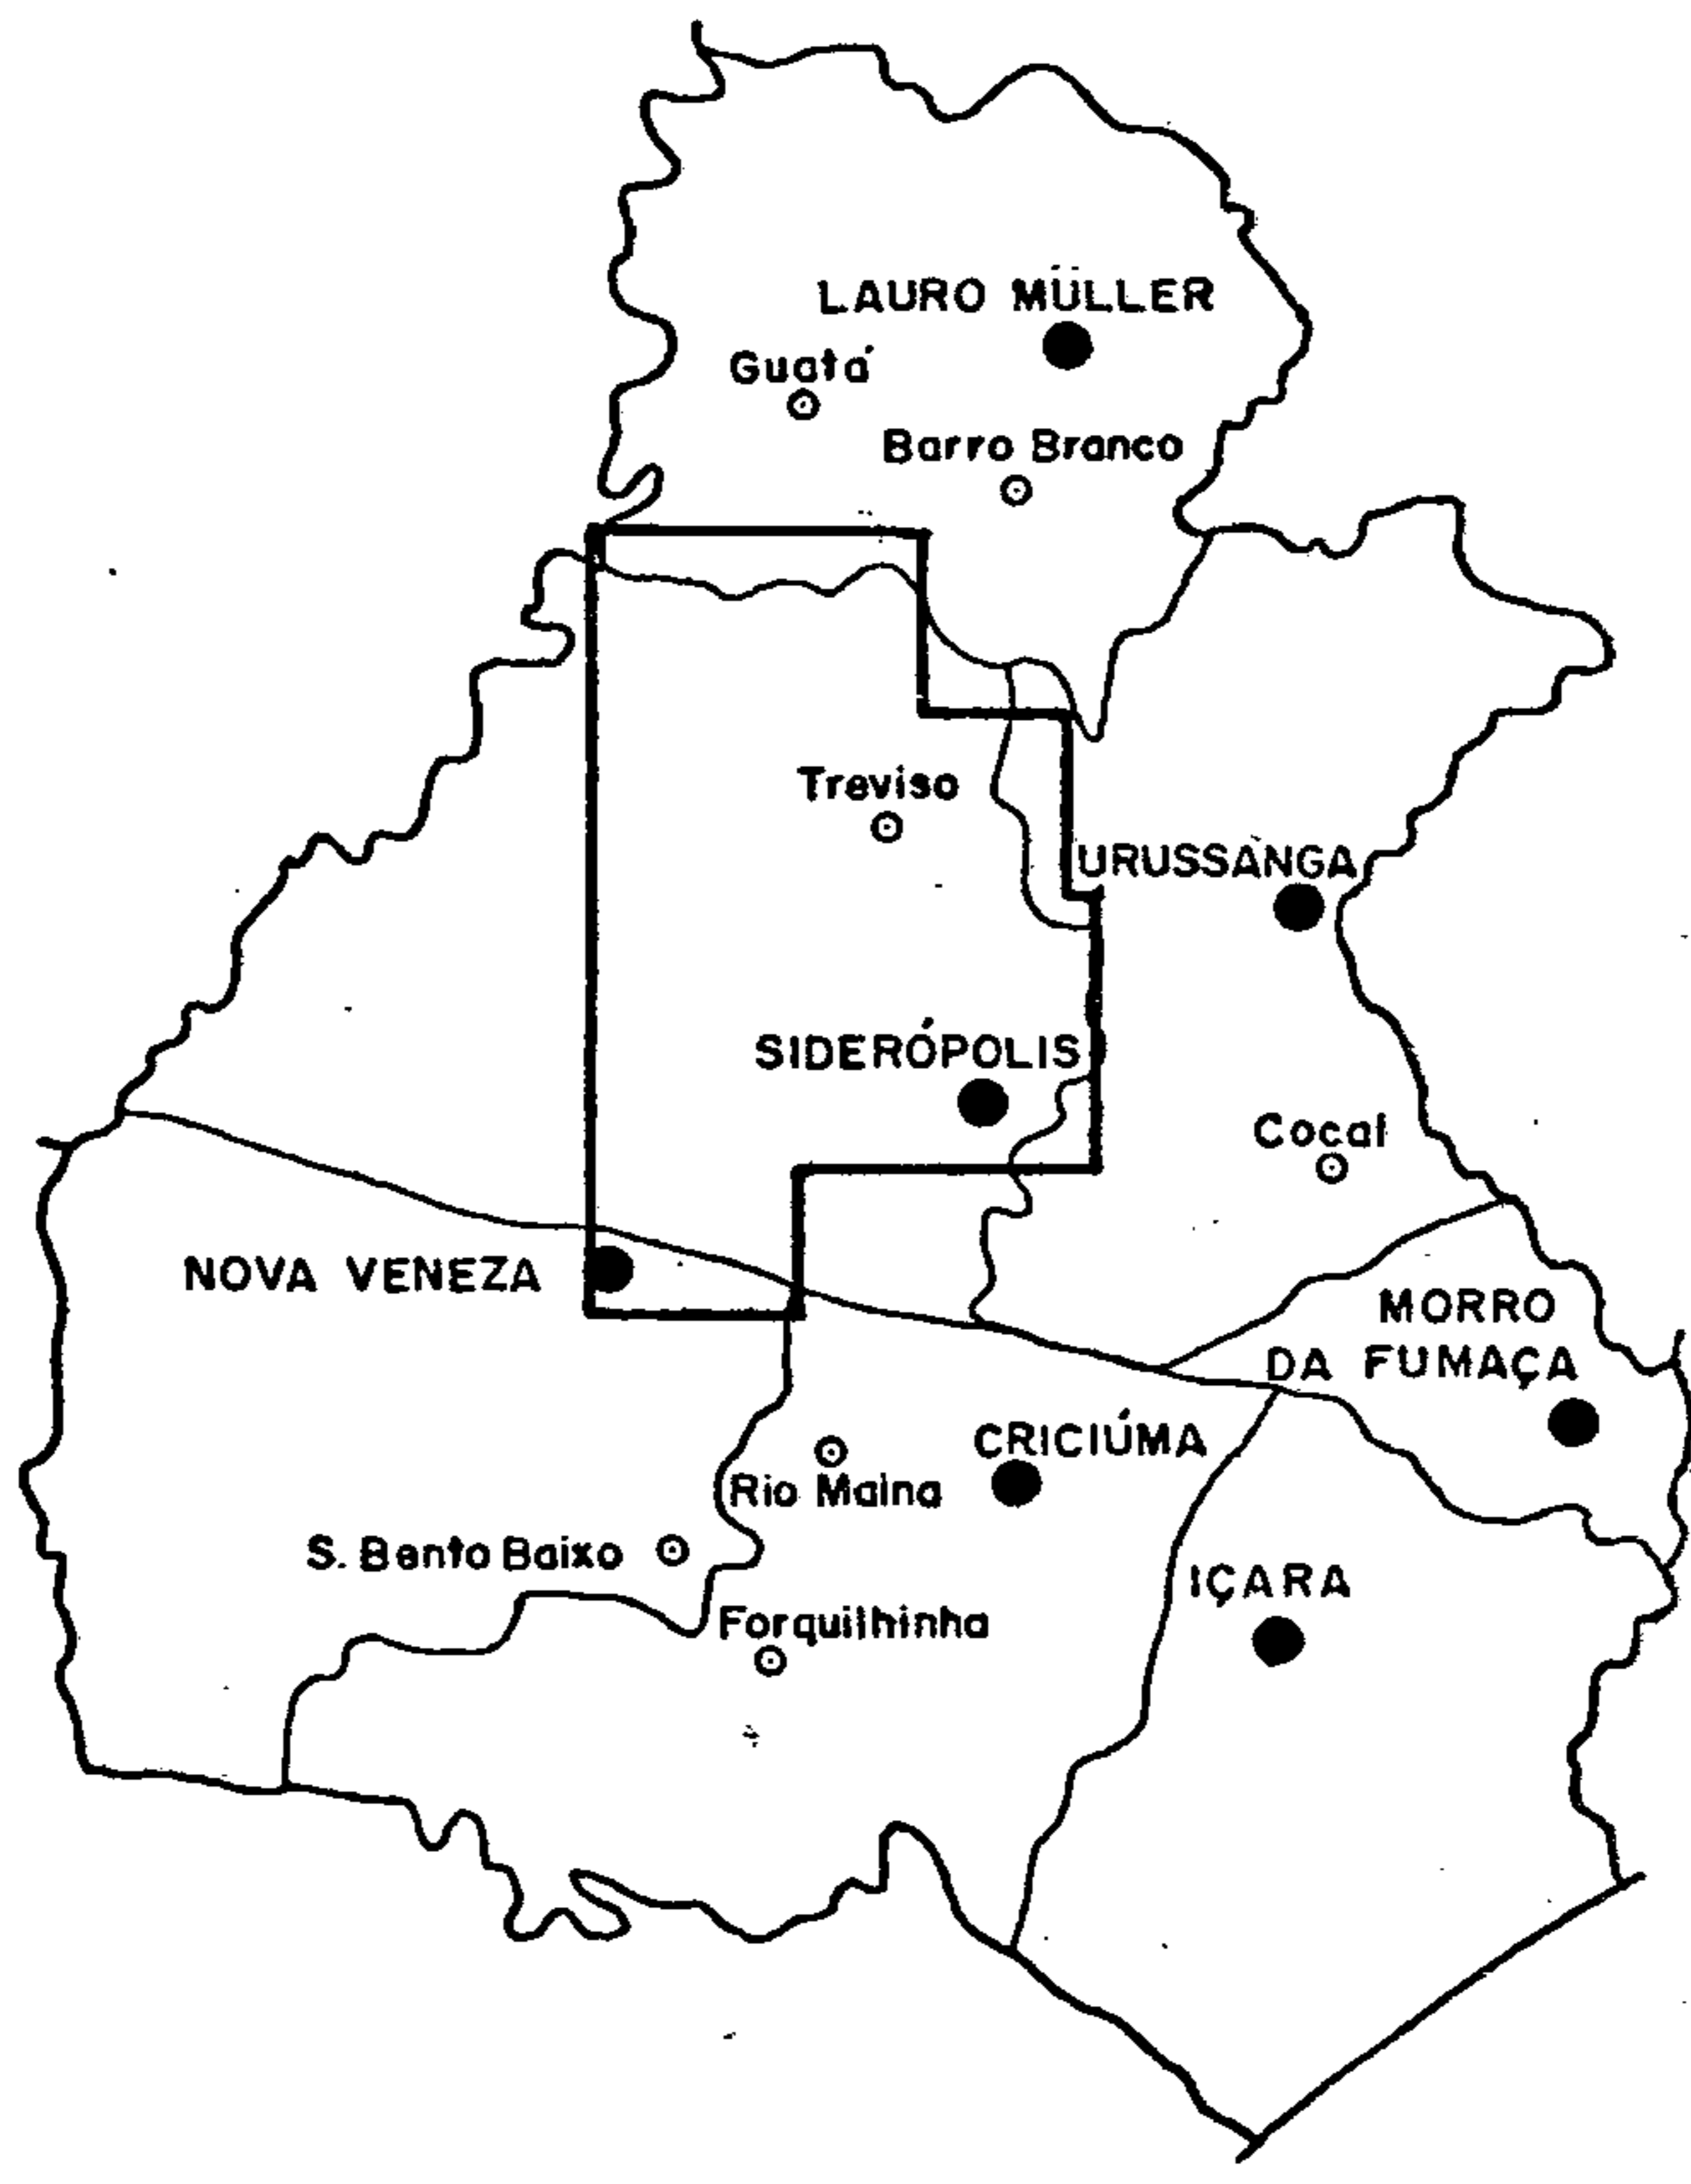 LAURO MÜLLER
Guatá
Barro Branco
Treviso
URUSSANGA
SIDERÓPOLIS
Cocal
NOVA VENEZA
MORRO
DA FUMAÇA
CRICIÚMA
Rio Maina
S. Bento Baixo
IÇARA
Forquilhinha